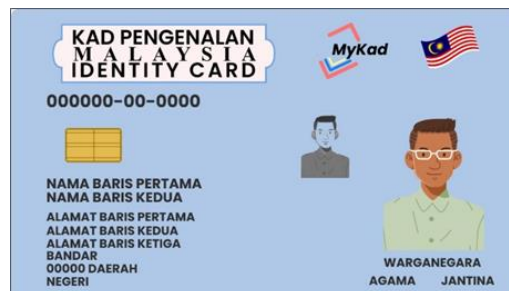 KAD PENGENALAN
MALAYSIA
IDENTITY CARD
MyKad
000000-00-0000
NAMA BARIS PERTAMA
NAMA BARIS KEDUA
ALAMAT BARIS PERTAMA
ALAMAT BARIS KEDUA
ALAMAT BARIS KETIGA
BANDAR
00000 DAERAH
NEGERI
WARGANEGARA
AGAMA JANTINA